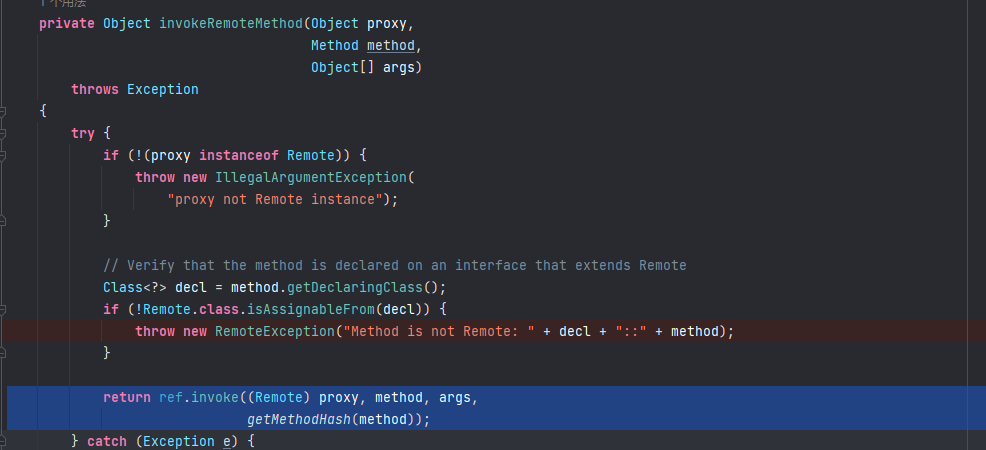 个用法
private Object invokeRemoteMethod(Object proxy,
Method method,
Object[] args)
throws Exception
{
try {
if (!(proxy instanceof Remote)) {
throw new IllegalArgumentException(
"proxy not Remote instance");
}
// Verify that the method is declared on an interface that extends Remote
Class<?> decl = method.getDeclaringClass();
if (!Remote.class.isAssignableFrom(decl)) {
throw new RemoteException("Method is not Remote: " + decl + "::" + method);
}
return ref.invoke((Remote) proxy, method, args,
getMethodHash(method));
} catch (Exception e) {